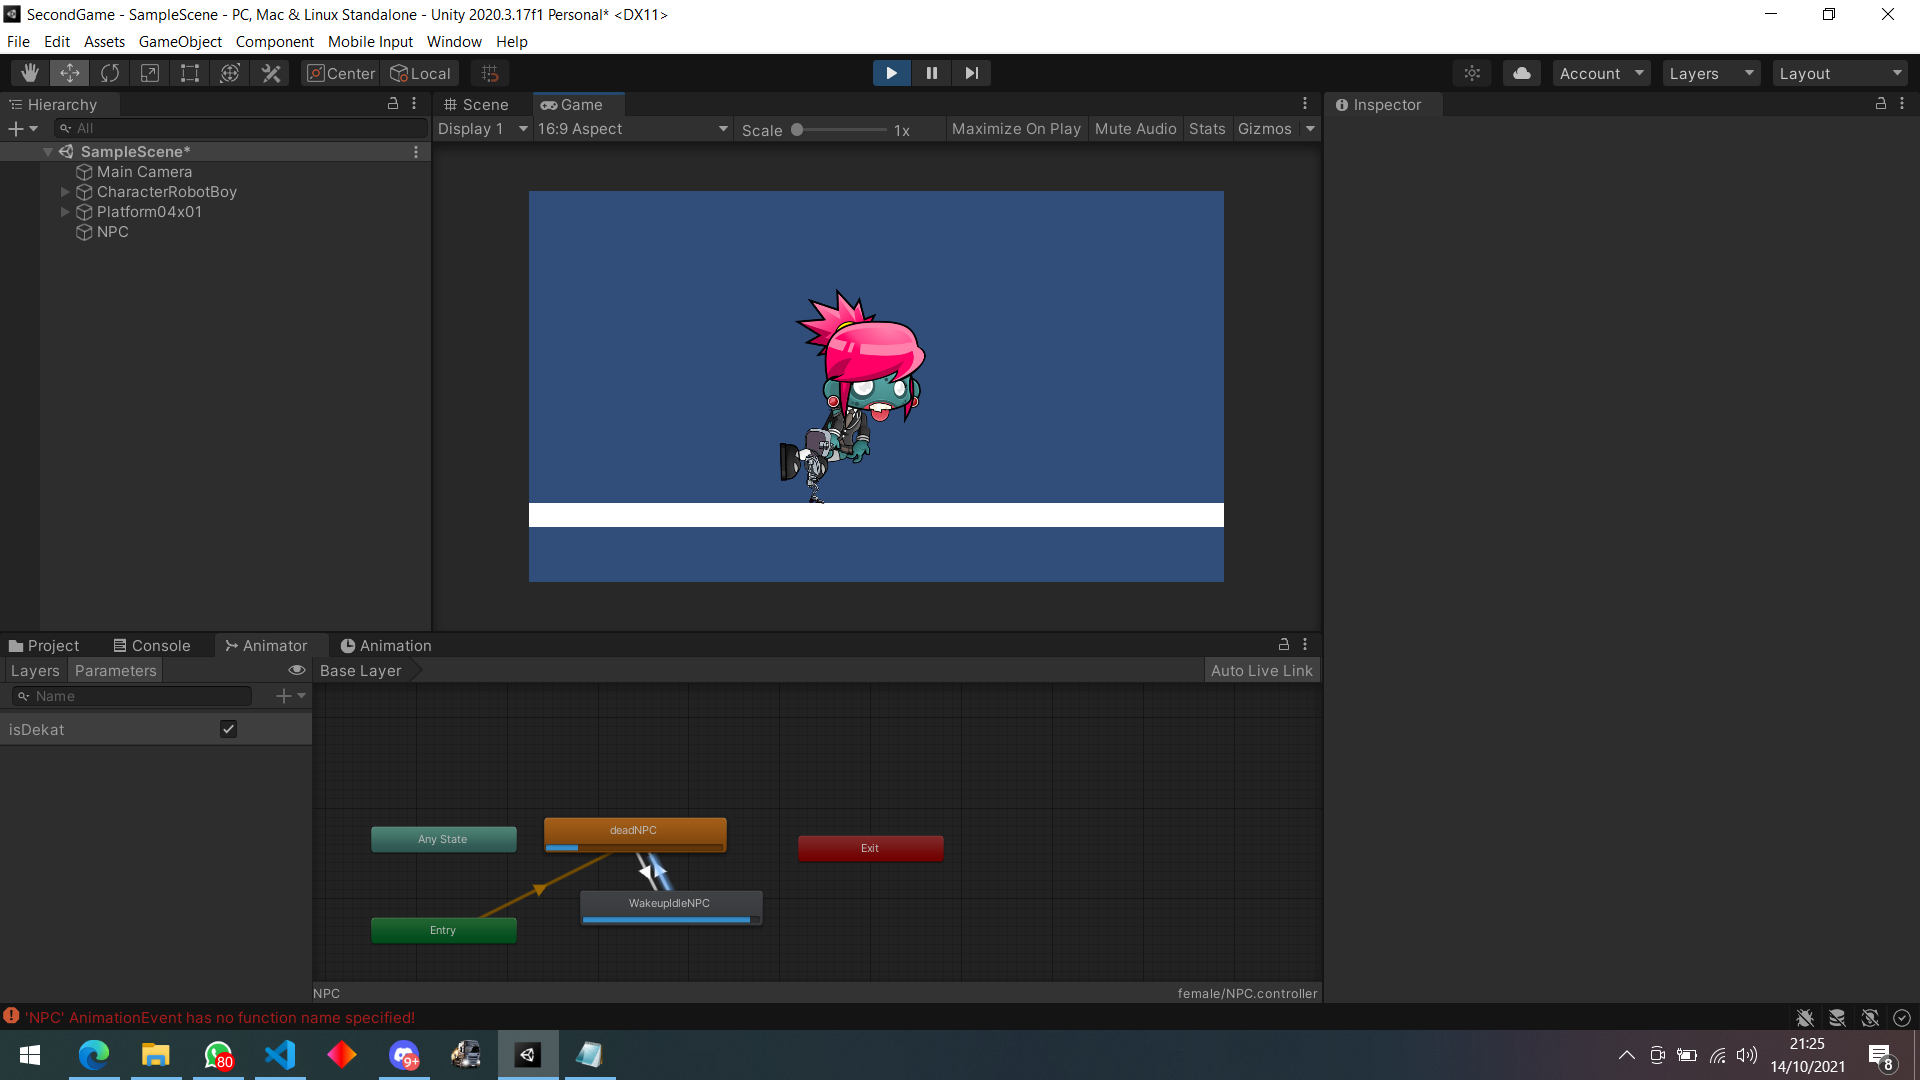 SecondGame - SampleScene - PC, Mac & Linux Standalone - Unity 2020.3.17f1 Personal* <DX11>
File Edit Assets GameObject Component Mobile Input Window Help
Center Local Account Layers Layout
Hierarchy
All
SampleScene*
Main Camera
CharacterRobotBoy
Platform04x01
NPC
Scene Game
Display 1 16:9 Aspect Scale 1x Maximize On Play Mute Audio Stats Gizmos
Inspector
Project Console Animator Animation
Layers Parameters Base Layer Auto Live Link
Name
isDekat
Any State
deadNPC
Exit
WakeupIdleNPC
Entry
NPC female/NPC.controller
'NPC' AnimationEvent has no function name specified!
80
9+
21:25
14/10/2021
8